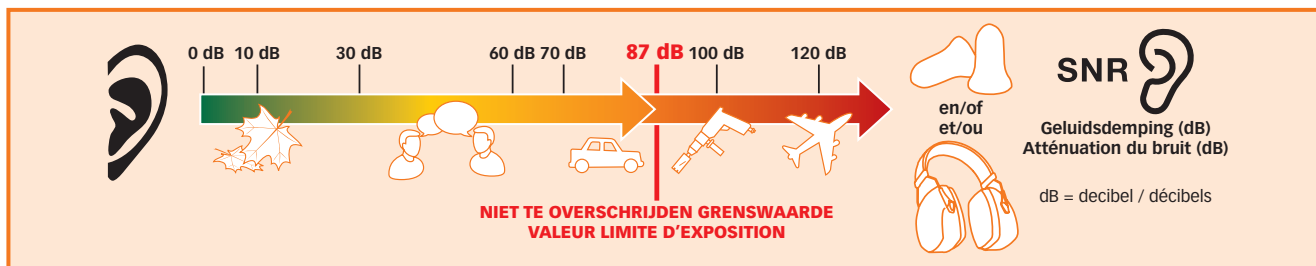 0 dB 10 dB 30 dB 60 dB 70 dB 87 dB 100 dB 120 dB
NIET TE OVERSCHRIJDEN GRENSWAARDE
VALEUR LIMITE D'EXPOSITION
en/of
et/ou
SNR
Geluidsdemping (dB)
Atténuation du bruit (dB)
dB = decibel / décibels